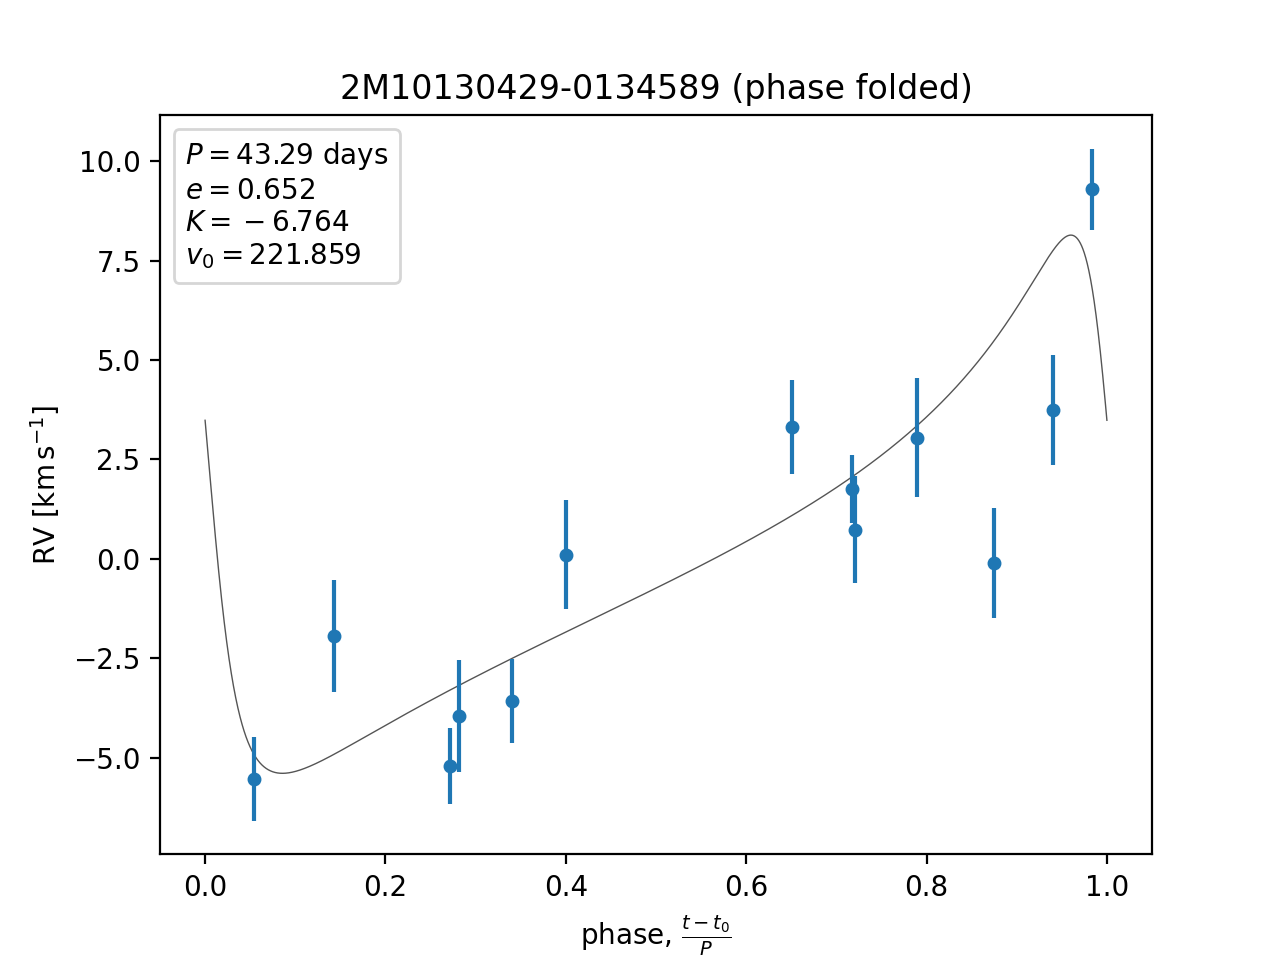 2M10130429-0134589 (phase folded)
P = 43.29 days
e = 0.652
K = −6.764
v₀ = 221.859
10.0
7.5
5.0
2.5
0.0
−2.5
−5.0
RV [km s⁻¹]
0.0 0.2 0.4 0.6 0.8 1.0
phase, (t − t₀)/P